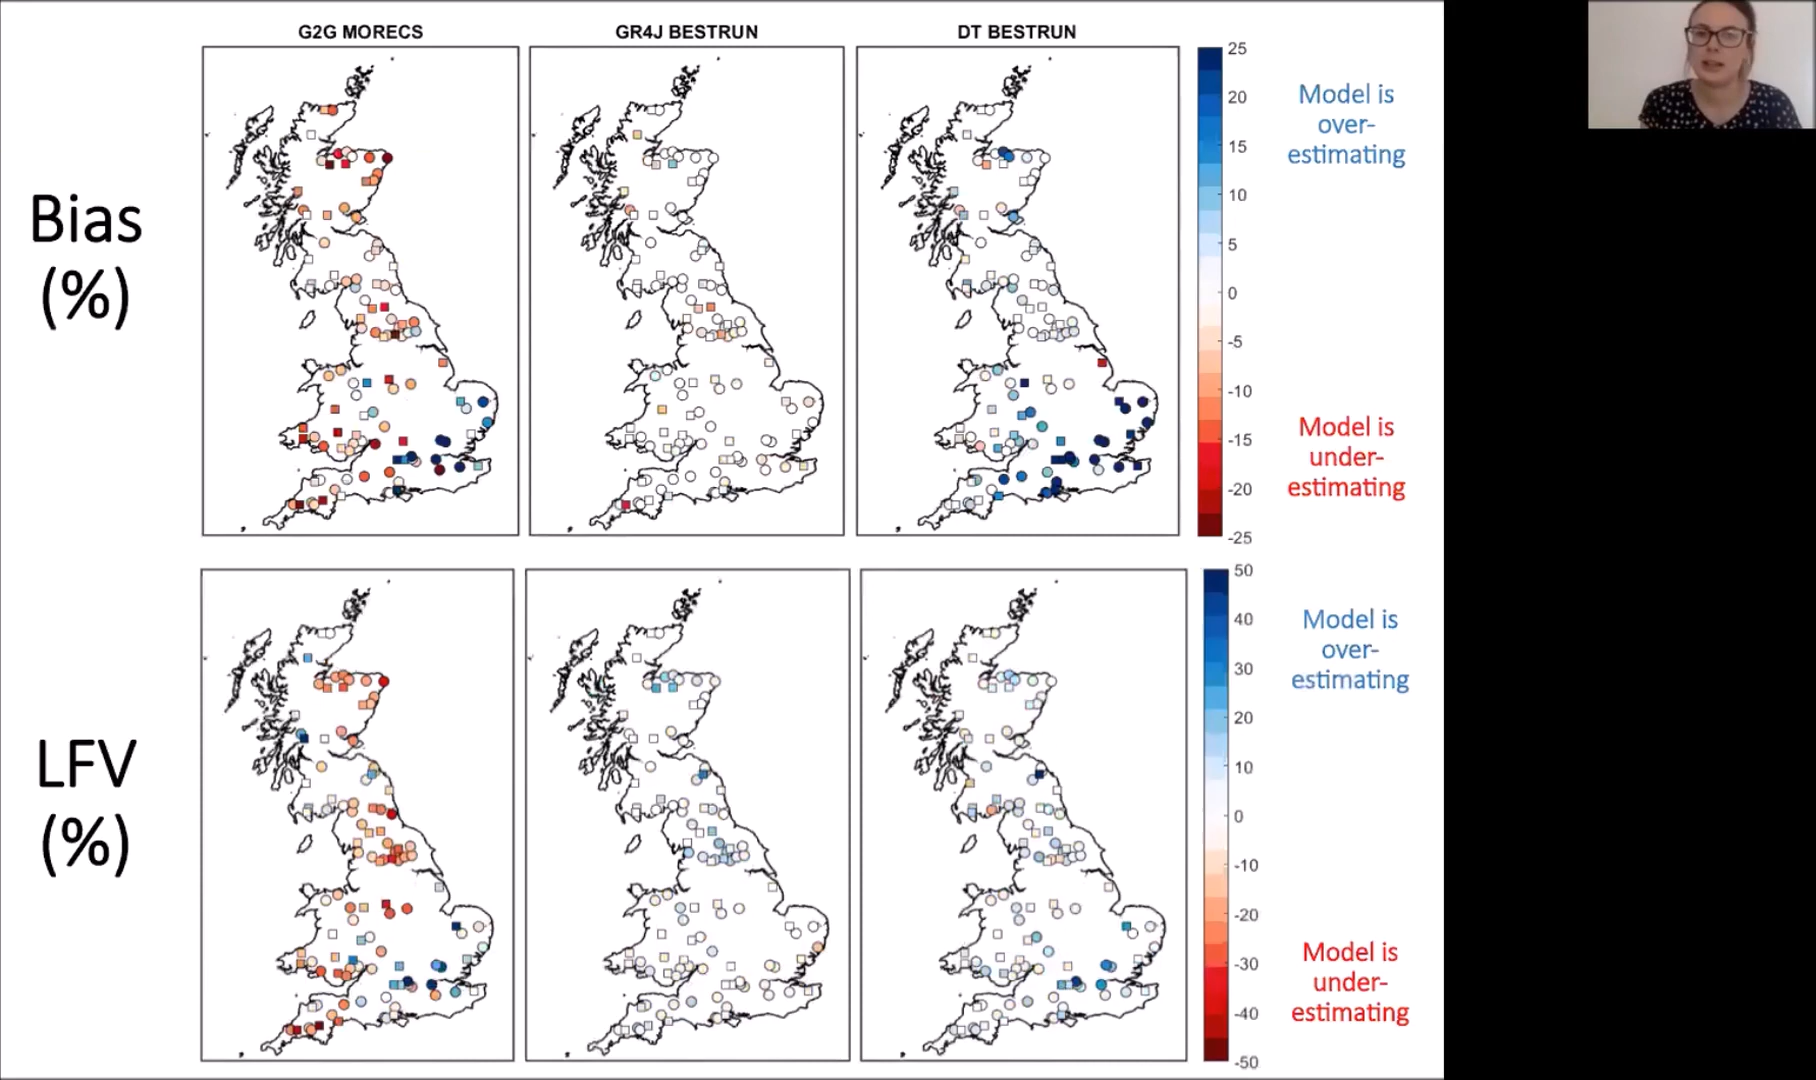 G2G MORECS
GR4J BESTRUN
DT BESTRUN
Bias
(%)
25
20
15
10
5
0
-5
-10
-15
-20
-25
Model is
over-
estimating
Model is
under-
estimating
LFV
(%)
50
40
30
20
10
0
-10
-20
-30
-40
-50
Model is
over-
estimating
Model is
under-
estimating